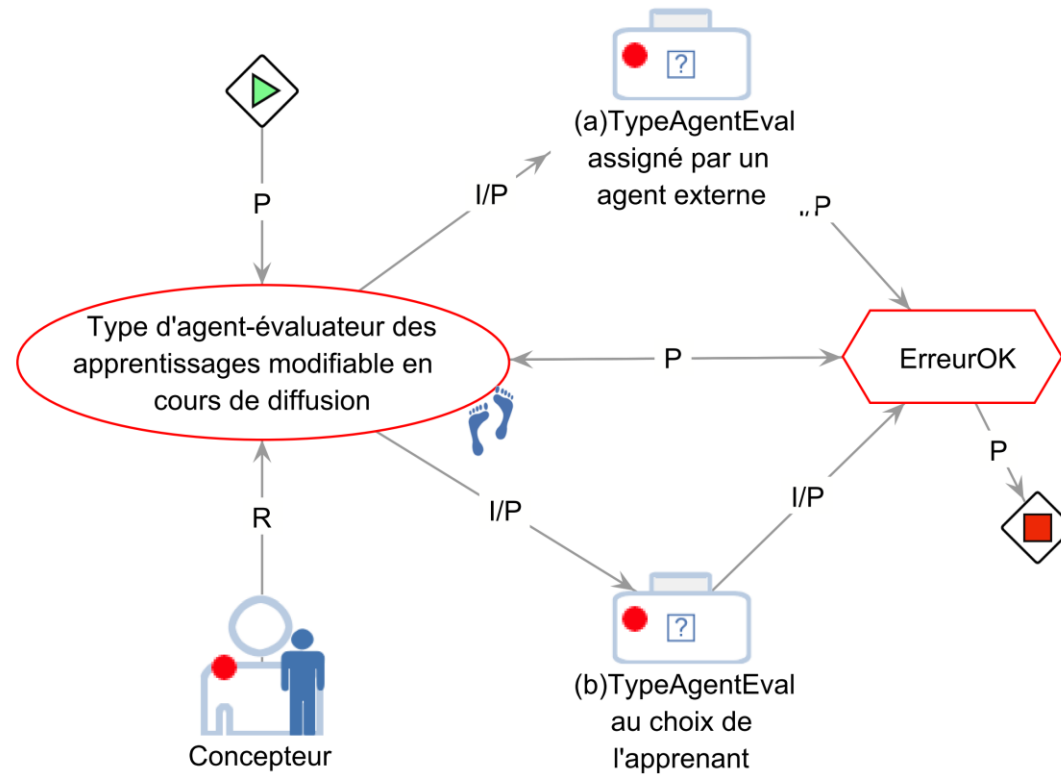 (a)TypeAgentEval
assigné par un
agent externe
P
I/P
Type d'agent-évaluateur des
apprentissages modifiable en
cours de diffusion
P
ErreurOK
P
R
I/P
I/P
P
?
?
(b)TypeAgentEval
au choix de
l'apprenant
Concepteur